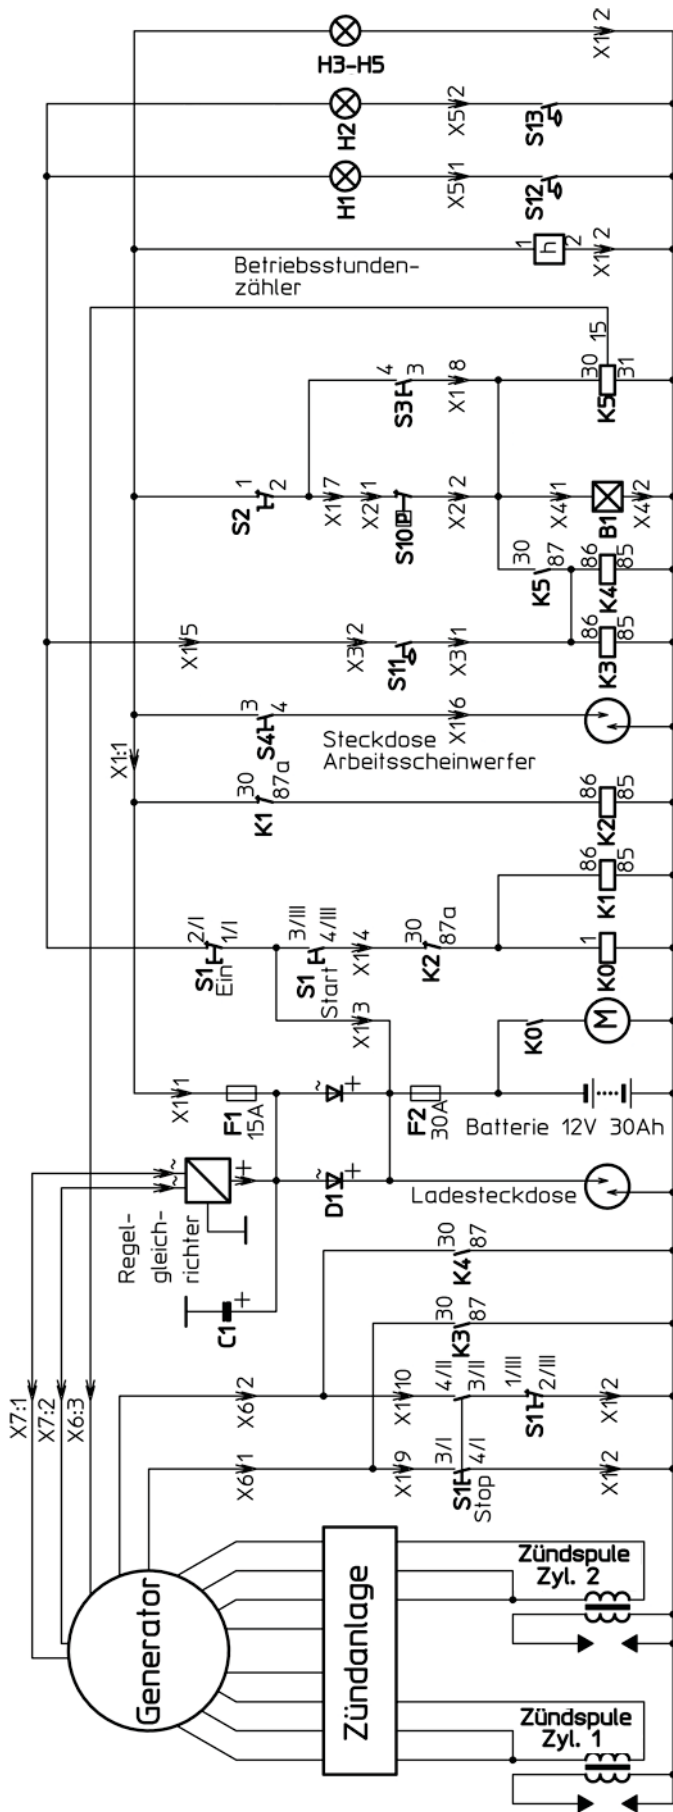 X1:2
H3-H5
H2
X5:2
S13
H1
X5:1
S12
Betriebsstunden-
zähler
1
h
2
X1:2
15
4
S3
3
X1:8
30
K5
31
1
S2
2
X1:7
X2:1
S10
P
X2:2
X4:1
B1
X4:2
30
K5
87
86
K4
85
X1:5
X3:2
S11
X3:1
86
K3
85
3
S4
4
X1:6
Steckdose
Arbeitsscheinwerfer
X1:1
30
K1
87a
86
K2
85
86
K1
85
2/I
S1
Ein
1/I
3/III
S1
Start
4/III
X1:4
30
K2
87a
1
K0
X1:3
K0
M
X1:1
F1
15A
~
+
F2
30A
Batterie 12V 30Ah
~
~
+
Regel-
gleich-
richter
D1
+
Ladesteckdose
C1
+
30
K4
87
30
K3
87
X7:1
X7:2
X6:3
X6:2
X1:10
4/II
3/II
1/III
S1
2/III
X1:2
X6:1
X1:9
3/I
S1
Stop
4/I
X1:2
Generator
Zündanlage
Zündspule
Zyl. 2
Zündspule
Zyl. 1